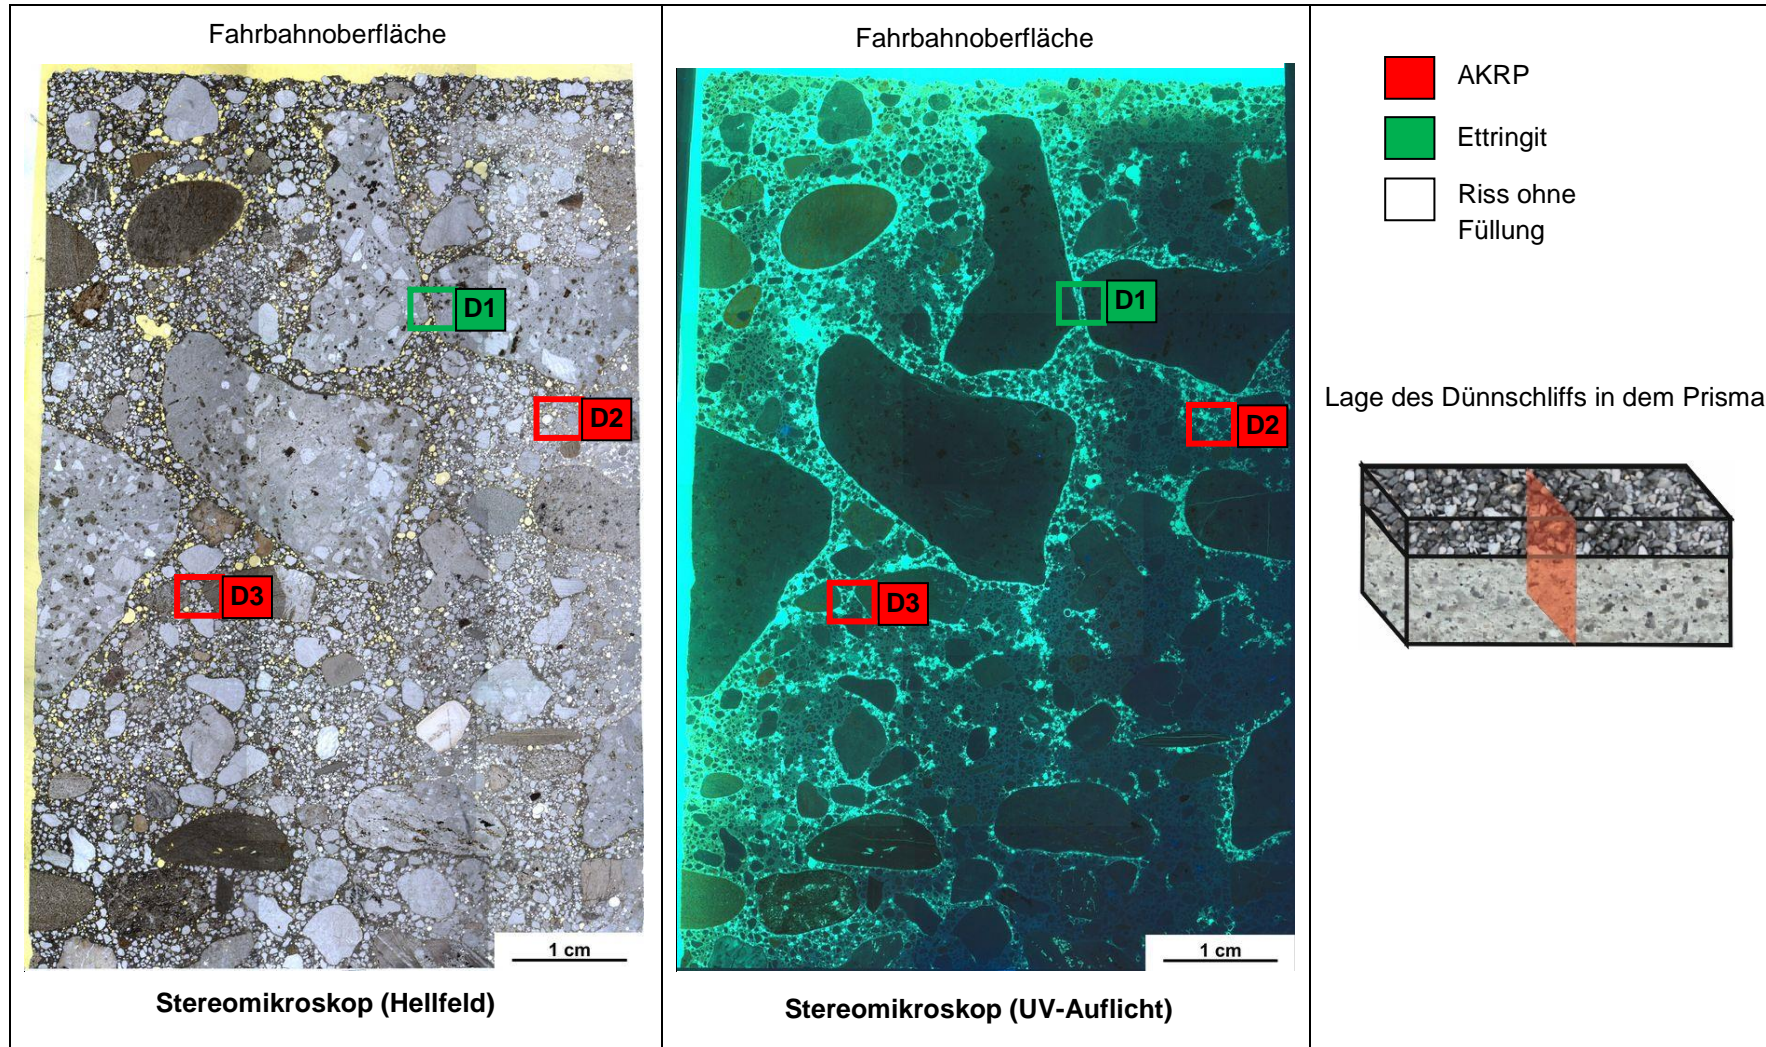 Fahrbahnoberfläche
D1
D2
D3
1 cm
Stereomikroskop (Hellfeld)
Fahrbahnoberfläche
D1
D2
D3
1 cm
Stereomikroskop (UV-Auflicht)
AKRP
Ettringit
Riss ohne
Füllung
Lage des Dünnschliffs in dem Prisma